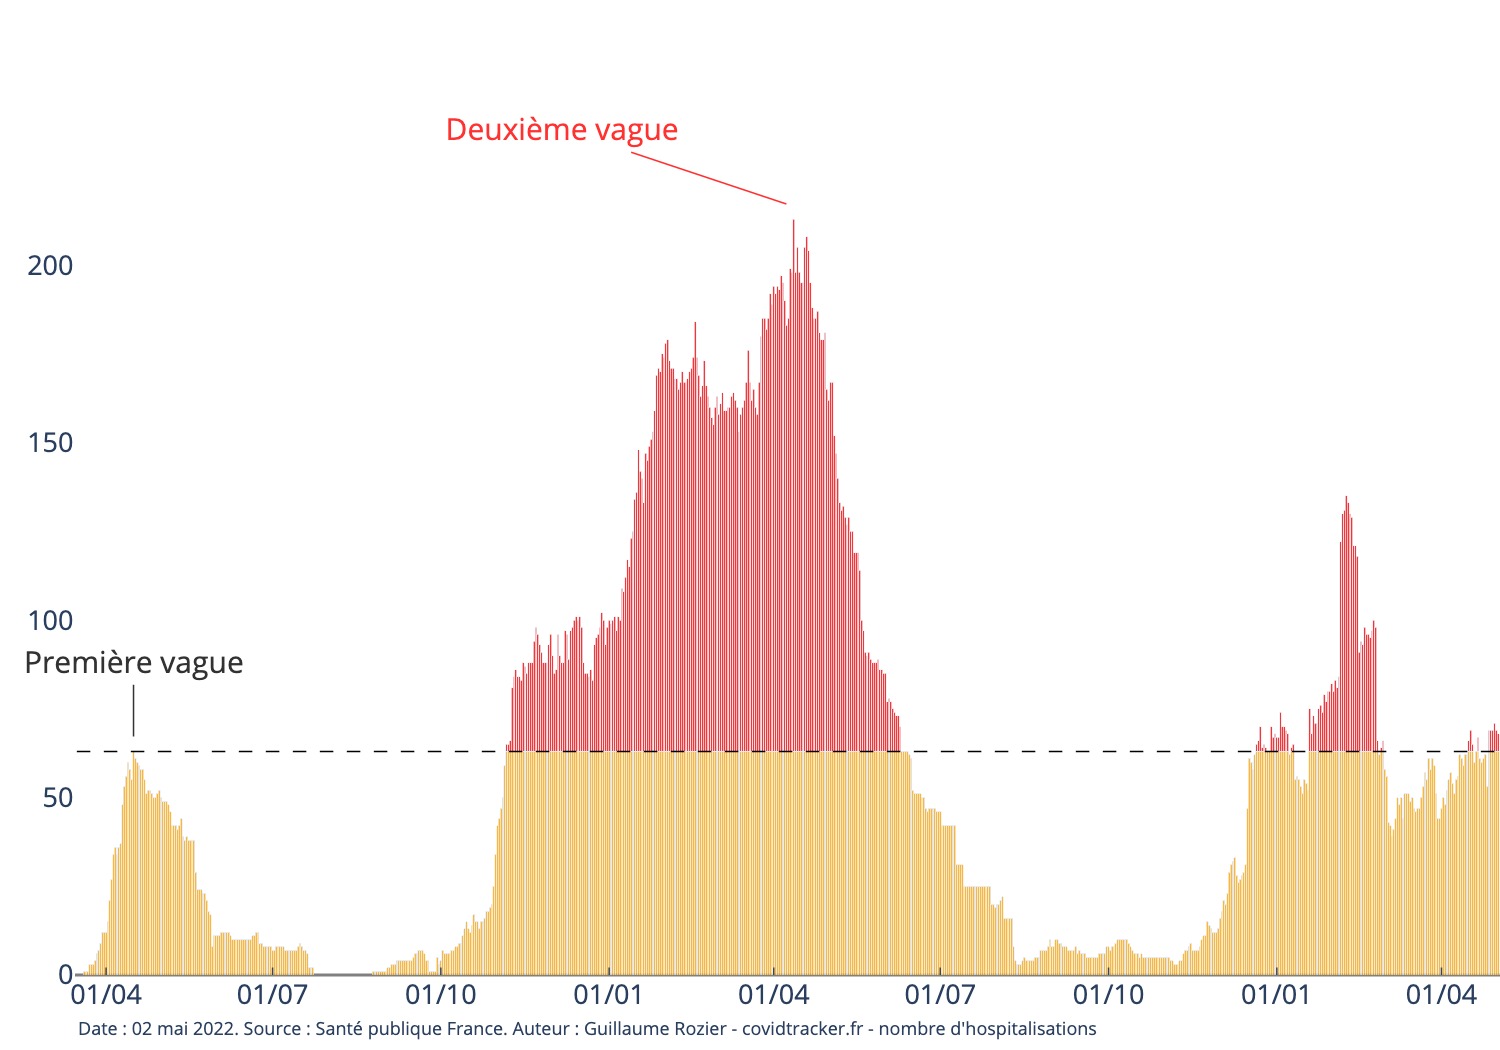 Deuxième vague
200
150
100
Première vague
50
0
01/04 01/07 01/10 01/01 01/04 01/07 01/10 01/01 01/04
Date : 02 mai 2022. Source : Santé publique France. Auteur : Guillaume Rozier - covidtracker.fr - nombre d'hospitalisations